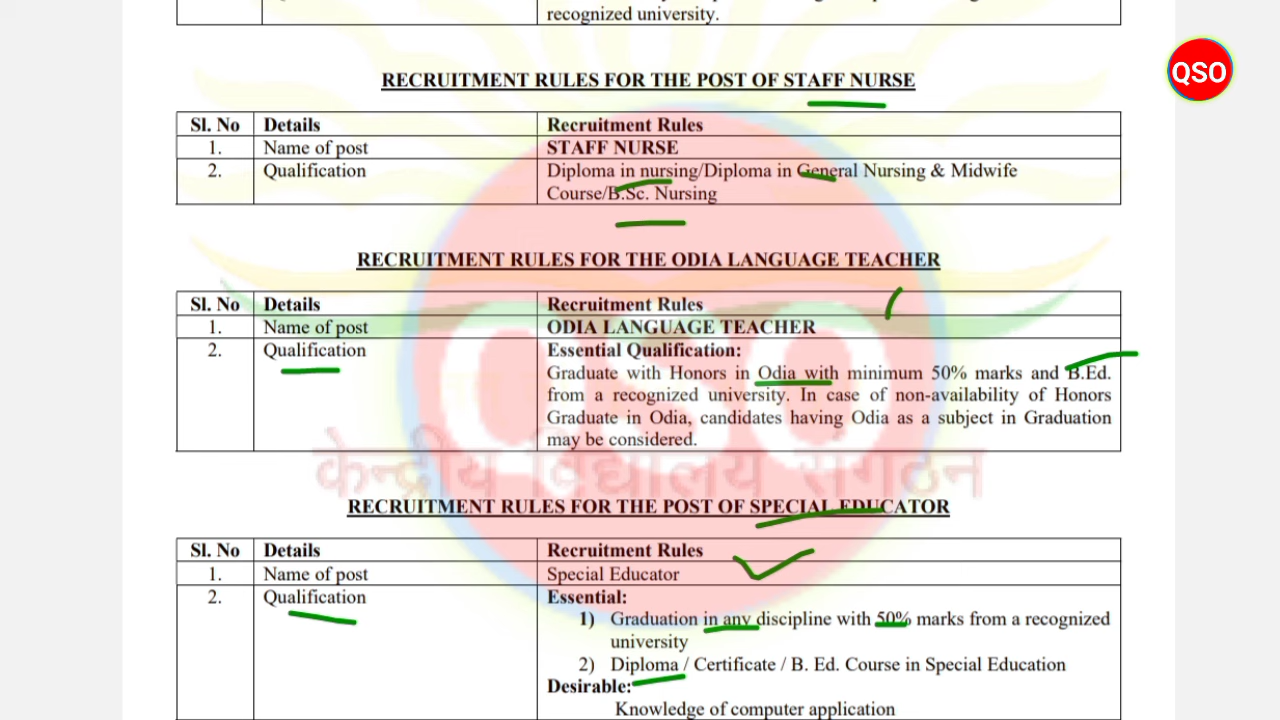 recognized university.
QSO
RECRUITMENT RULES FOR THE POST OF STAFF NURSE
Sl. No Details Recruitment Rules
1. Name of post STAFF NURSE
2. Qualification Diploma in nursing/Diploma in General Nursing & Midwife
Course/B.Sc. Nursing
RECRUITMENT RULES FOR THE ODIA LANGUAGE TEACHER
Sl. No Details Recruitment Rules
1. Name of post ODIA LANGUAGE TEACHER
2. Qualification Essential Qualification:
Graduate with Honors in Odia with minimum 50% marks and B.Ed.
from a recognized university. In case of non-availability of Honors
Graduate in Odia, candidates having Odia as a subject in Graduation
may be considered.
QSO
केन्द्रीय विद्यालय संगठन
RECRUITMENT RULES FOR THE POST OF SPECIAL EDUCATOR
Sl. No Details Recruitment Rules
1. Name of post Special Educator
2. Qualification Essential:
1) Graduation in any discipline with 50% marks from a recognized
university
2) Diploma / Certificate / B. Ed. Course in Special Education
Desirable:
Knowledge of computer application